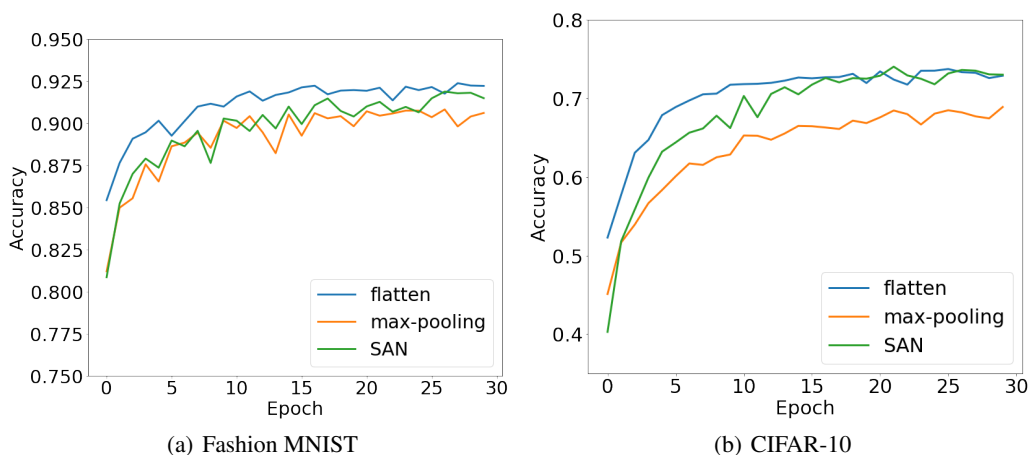 0.950
0.925
0.900
0.875
0.850
0.825
0.800
0.775
0.750
Accuracy
0 5 10 15 20 25 30
Epoch
flatten
max-pooling
SAN
(a) Fashion MNIST
0.8
0.7
0.6
0.5
0.4
Accuracy
0 5 10 15 20 25 30
Epoch
flatten
max-pooling
SAN
(b) CIFAR-10